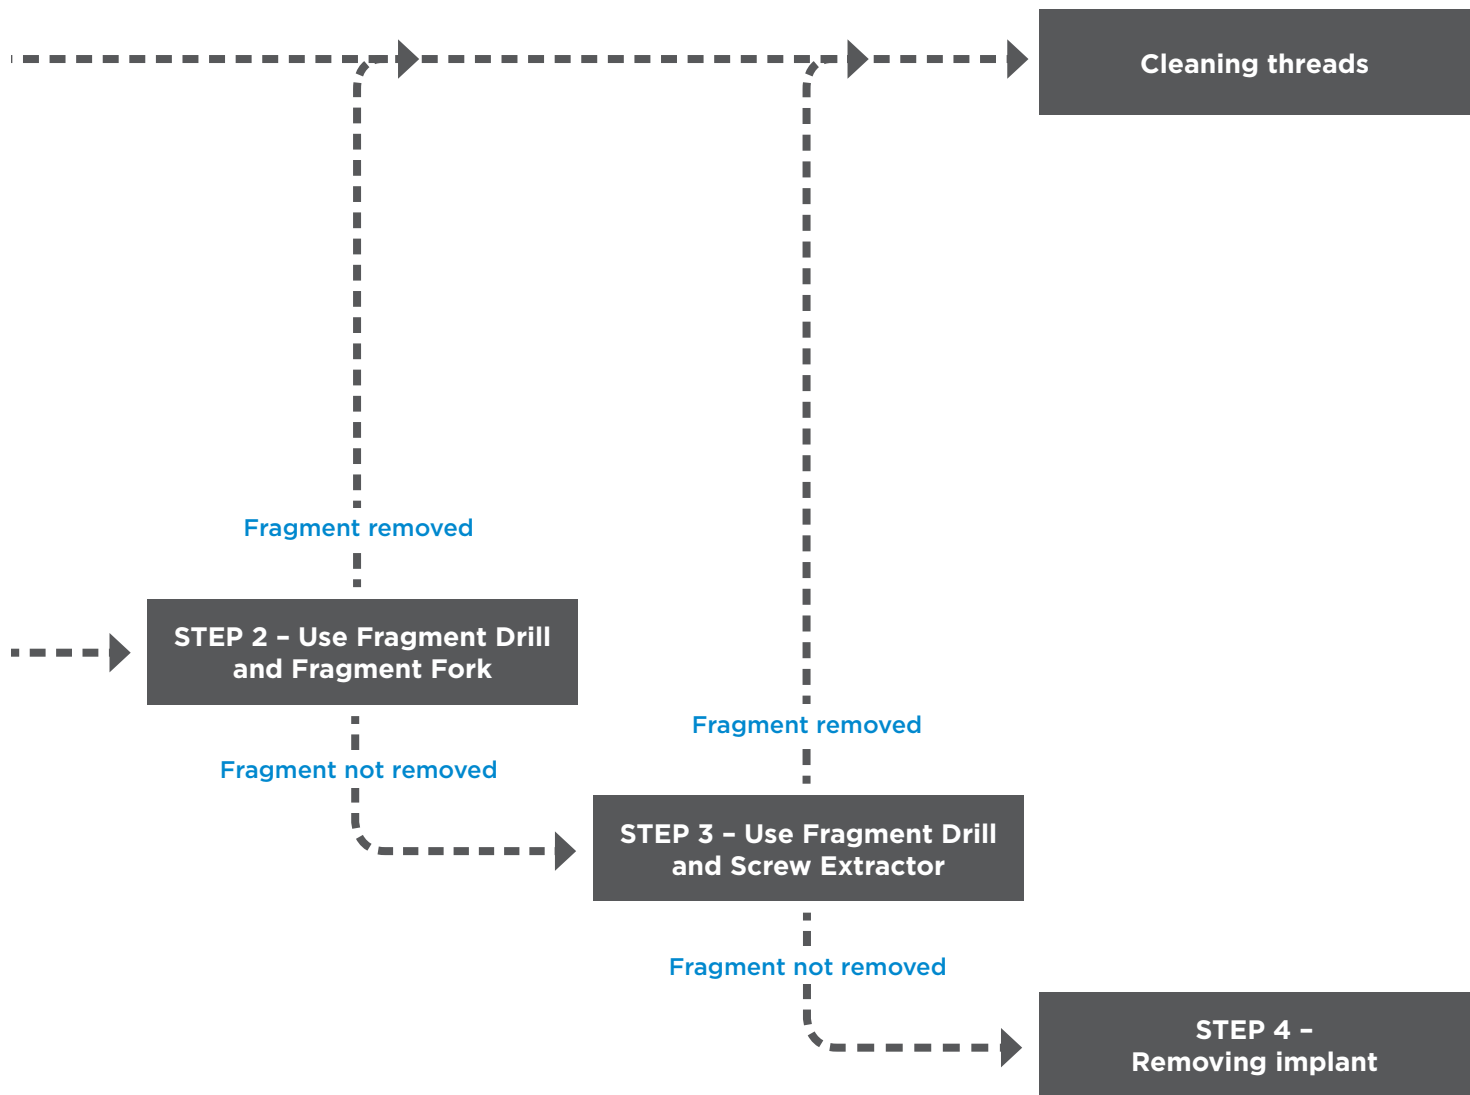 Cleaning threads
Fragment removed
STEP 2 – Use Fragment Drill
and Fragment Fork
Fragment removed
Fragment not removed
STEP 3 – Use Fragment Drill
and Screw Extractor
Fragment not removed
STEP 4 –
Removing implant